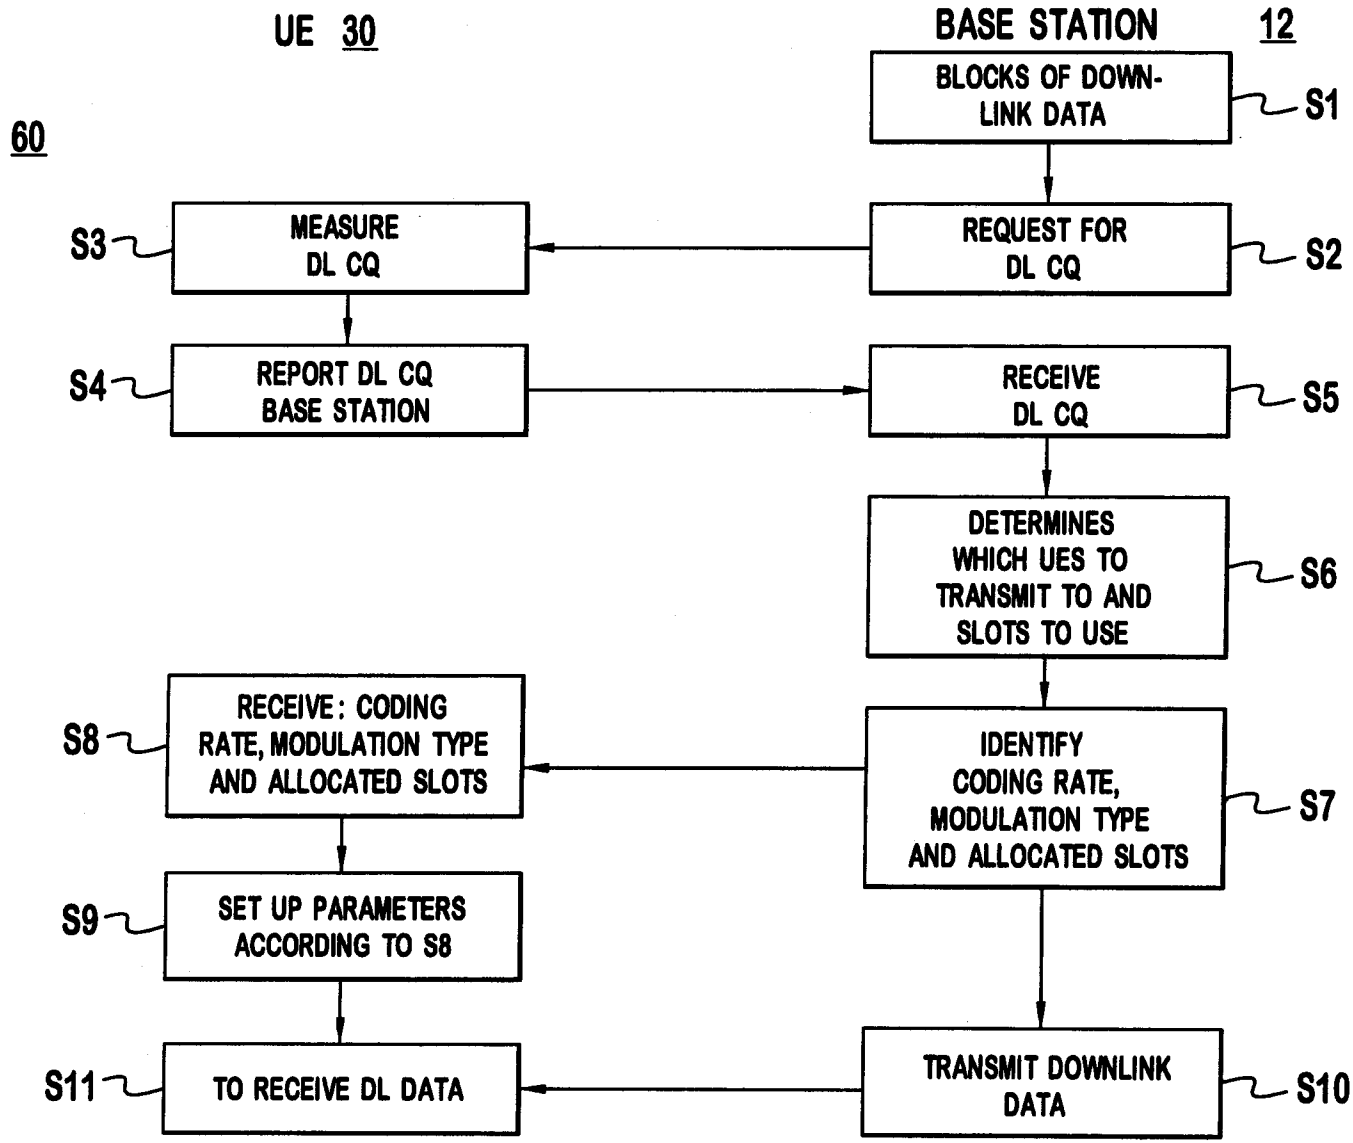 UE 30
BASE STATION 12
60
BLOCKS OF DOWN-
LINK DATA
S1
S3
MEASURE
DL CQ
REQUEST FOR
DL CQ
S2
S4
REPORT DL CQ
BASE STATION
RECEIVE
DL CQ
S5
DETERMINES
WHICH UES TO
TRANSMIT TO AND
SLOTS TO USE
S6
S8
RECEIVE: CODING
RATE, MODULATION TYPE
AND ALLOCATED SLOTS
IDENTIFY
CODING RATE,
MODULATION TYPE
AND ALLOCATED SLOTS
S7
S9
SET UP PARAMETERS
ACCORDING TO S8
S11
TO RECEIVE DL DATA
TRANSMIT DOWNLINK
DATA
S10